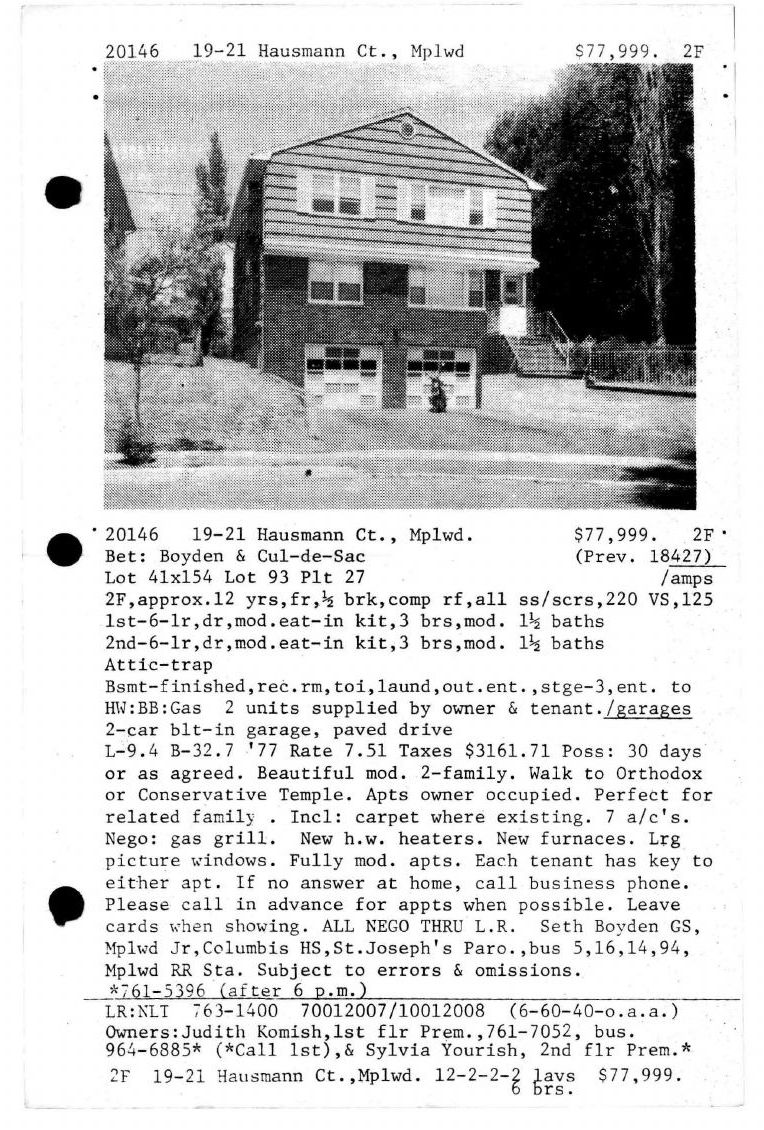 20146 19-21 Hausmann Ct., Mplwd $77,999. 2F
20146 19-21 Hausmann Ct., Mplwd. $77,999. 2F
Bet: Boyden & Cul-de-Sac (Prev. 18427)
Lot 41x154 Lot 93 Plt 27 /amps
2F,approx.12 yrs,fr,½ brk,comp rf,all ss/scrs,220 VS,125
1st-6-lr,dr,mod.eat-in kit,3 brs,mod. 1½ baths
2nd-6-lr,dr,mod.eat-in kit,3 brs,mod. 1½ baths
Attic-trap
Bsmt-finished,rec.rm,toi,laund,out.ent.,stge-3,ent. to
HW:BB:Gas 2 units supplied by owner & tenant./garages
2-car blt-in garage, paved drive
L-9.4 B-32.7 '77 Rate 7.51 Taxes $3161.71 Poss: 30 days
or as agreed. Beautiful mod. 2-family. Walk to Orthodox
or Conservative Temple. Apts owner occupied. Perfect for
related family . Incl: carpet where existing. 7 a/c's.
Nego: gas grill. New h.w. heaters. New furnaces. Lrg
picture windows. Fully mod. apts. Each tenant has key to
either apt. If no answer at home, call business phone.
Please call in advance for appts when possible. Leave
cards when showing. ALL NEGO THRU L.R. Seth Boyden GS,
Mplwd Jr,Columbis HS,St.Joseph's Paro.,bus 5,16,14,94,
Mplwd RR Sta. Subject to errors & omissions.
*761-5396 (after 6 p.m.)
LR:NLT 763-1400 70012007/10012008 (6-60-40-o.a.a.)
Owners:Judith Komish,1st flr Prem.,761-7052, bus.
964-6885* (*Call 1st),& Sylvia Yourish, 2nd flr Prem.*
2F 19-21 Hausmann Ct.,Mplwd. 12-2-2-2 lavs $77,999.
6 brs.